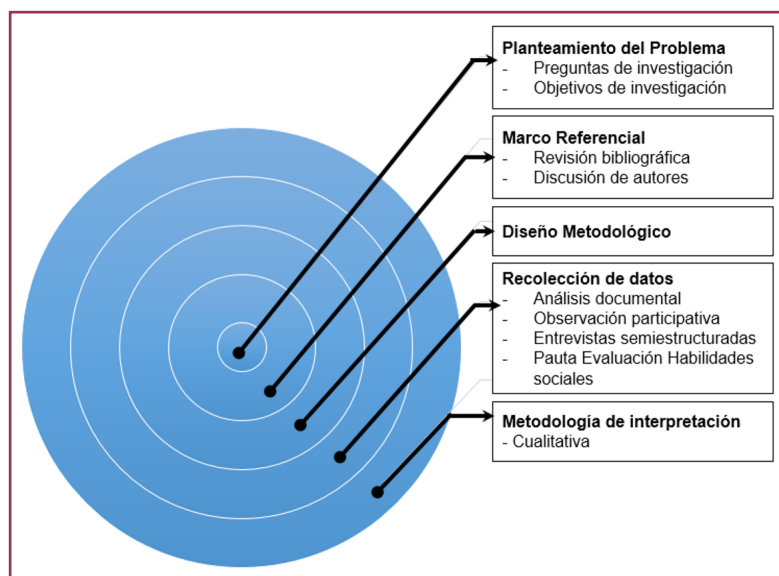 Planteamiento del Problema
- Preguntas de investigación
- Objetivos de investigación
Marco Referencial
- Revisión bibliográfica
- Discusión de autores
Diseño Metodológico
Recolección de datos
- Análisis documental
- Observación participativa
- Entrevistas semiestructuradas
- Pauta Evaluación Habilidades
sociales
Metodología de interpretación
- Cualitativa